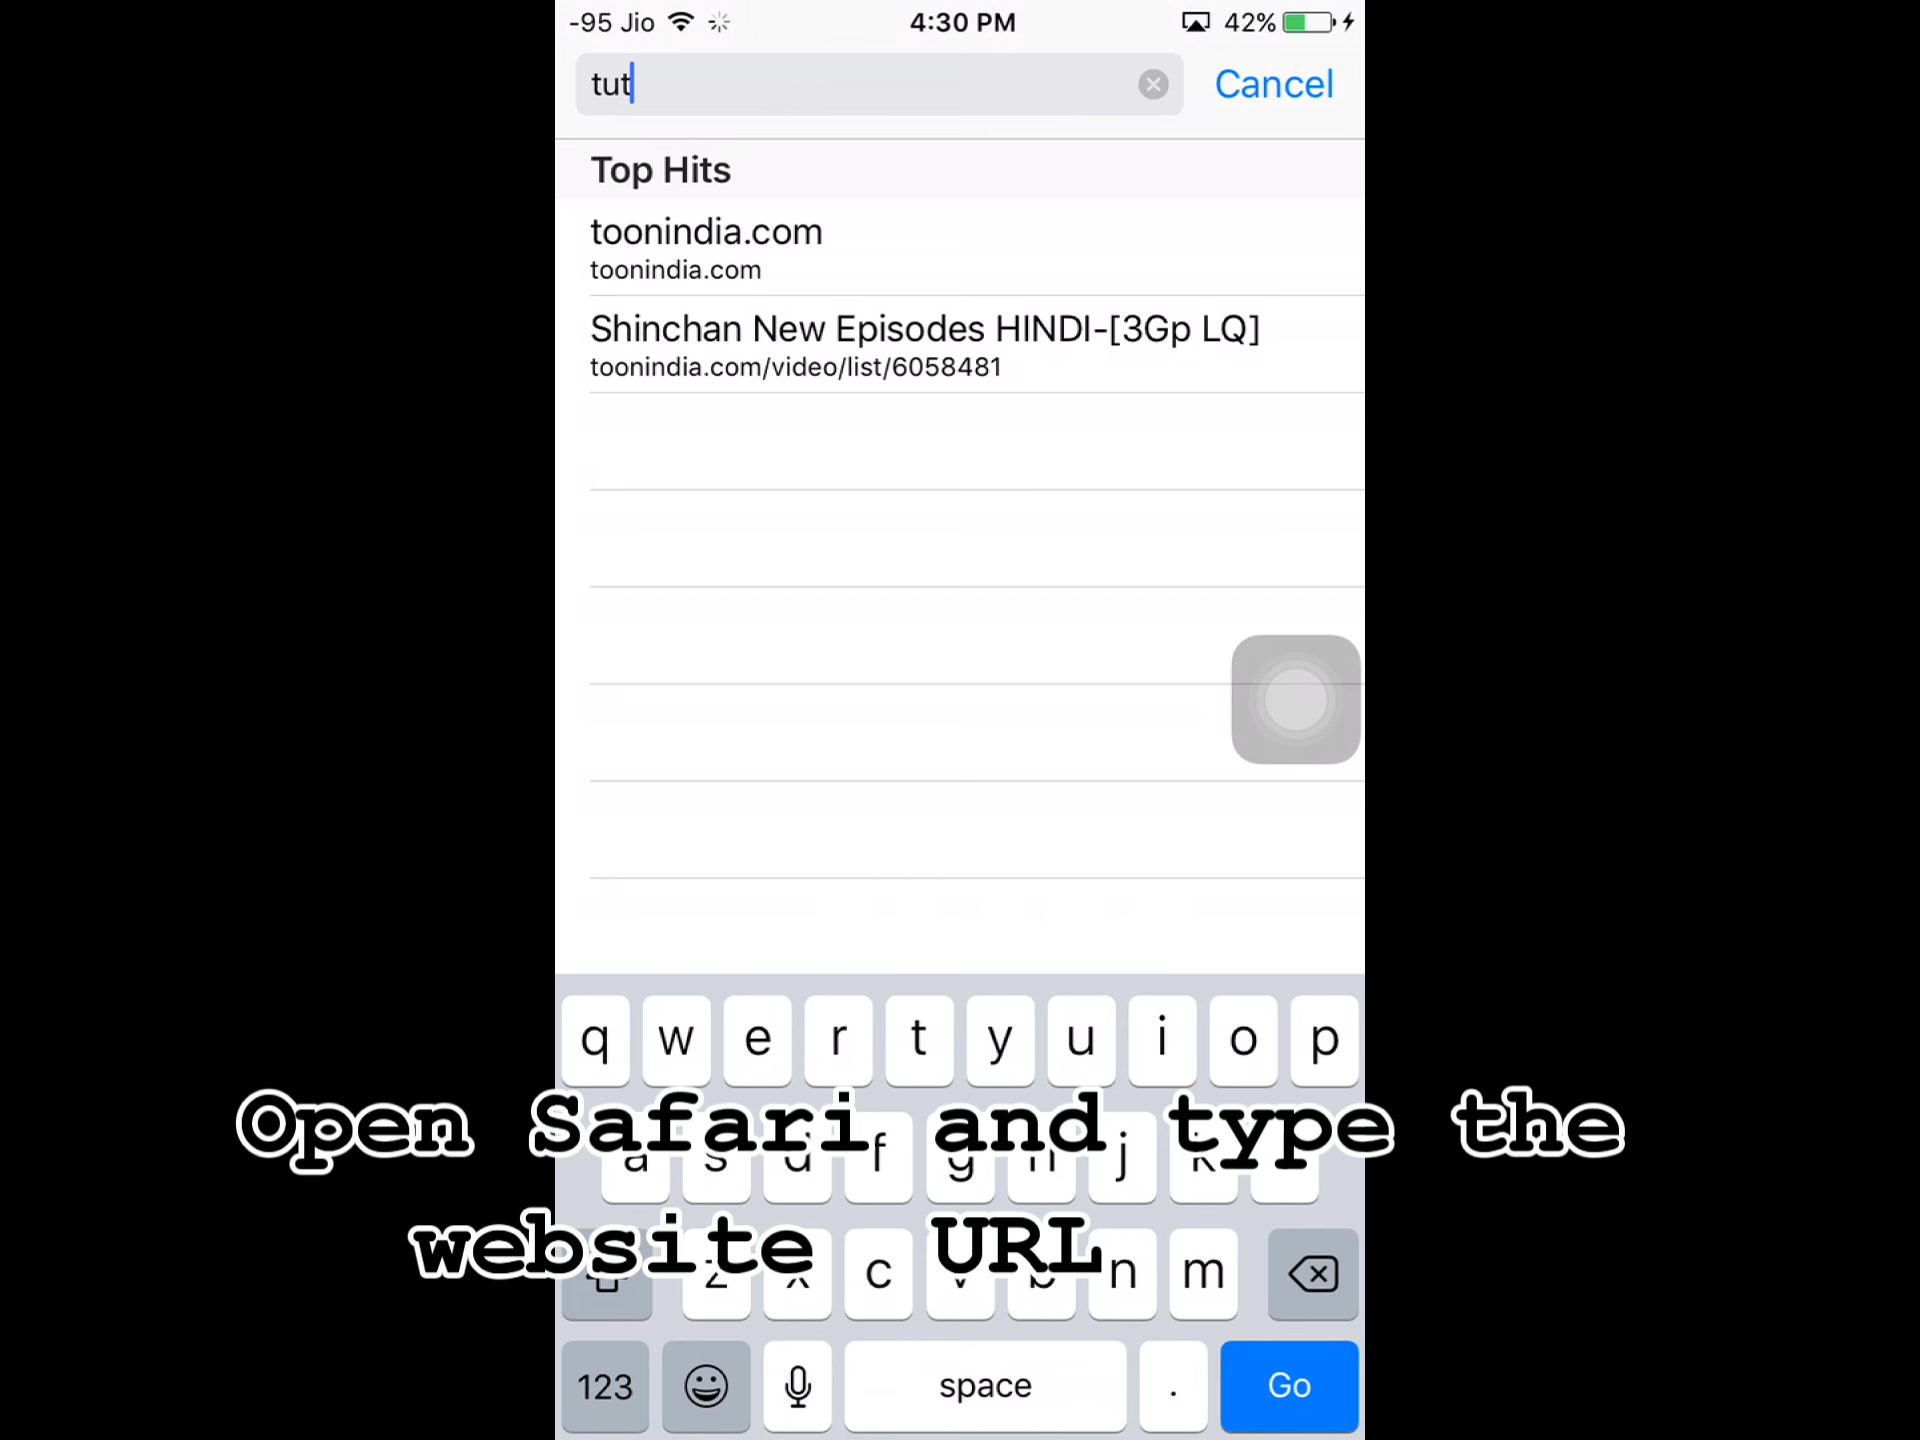 -95 Jio 4:30 PM 42%
tut Cancel
Top Hits
toonindia.com
toonindia.com
Shinchan New Episodes HINDI-[3Gp LQ]
toonindia.com/video/list/6058481
q w e r t y u i o p
Open Safari and type the
a s d f g h j k
website URL
z x c v b n m
123 space . Go